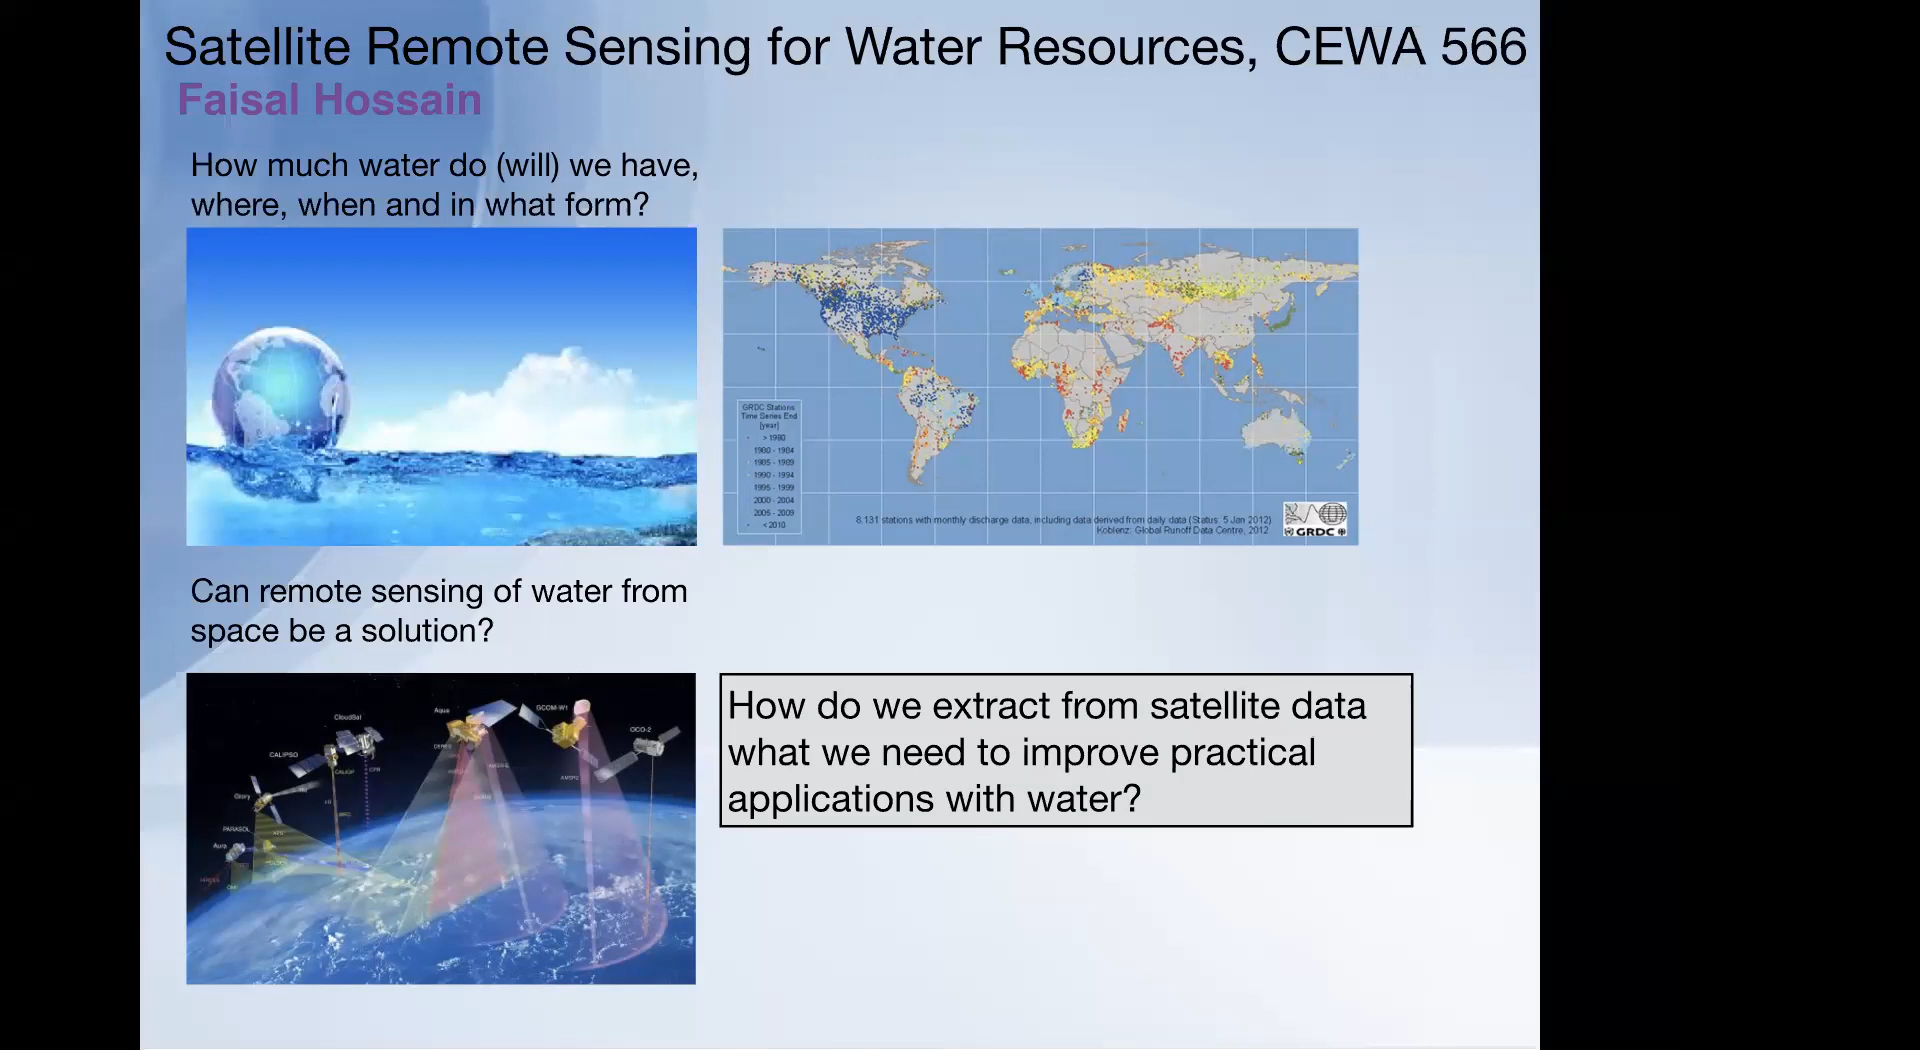 Satellite Remote Sensing for Water Resources, CEWA 566
Faisal Hossain
How much water do (will) we have,
where, when and in what form?
GRDC Stations
Time Series End
[year]
> 1980
1980 - 1984
1985 - 1989
1990 - 1994
1995 - 1999
2000 - 2004
2005 - 2009
< 2010
8.131 stations with monthly discharge data, including data derived from daily data (Status: 5 Jan 2012)
Koblenz: Global Runoff Data Centre, 2012.
GRDC
Can remote sensing of water from
space be a solution?
CloudSat
Aqua
GCOM-W1
OCO-2
CALIPSO
CALIOP
CPR
Glory
PARASOL
Aura
How do we extract from satellite data
what we need to improve practical
applications with water?